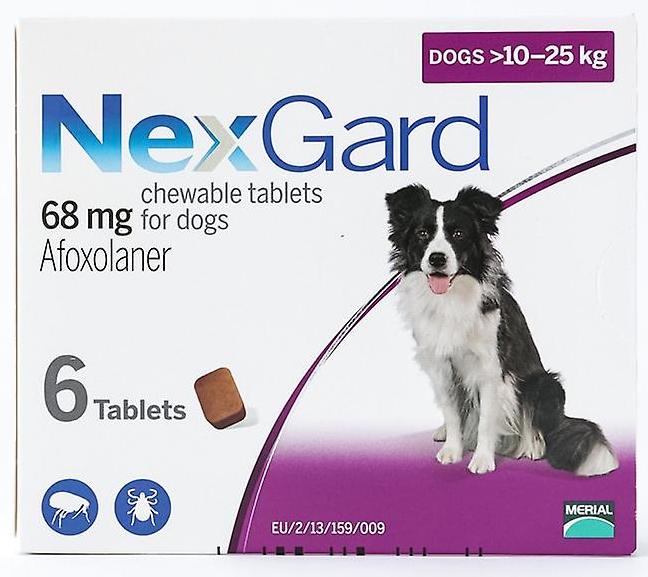 DOGS >10–25 kg
NexGard
68 mg chewable tablets
for dogs
Afoxolaner
6 Tablets
EU/2/13/159/009
MERIAL